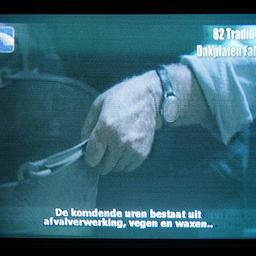 82 Tradi
Dakplaten Fa
De komdende uren bestaat uit
afvalverwerking, vegen en waxen..